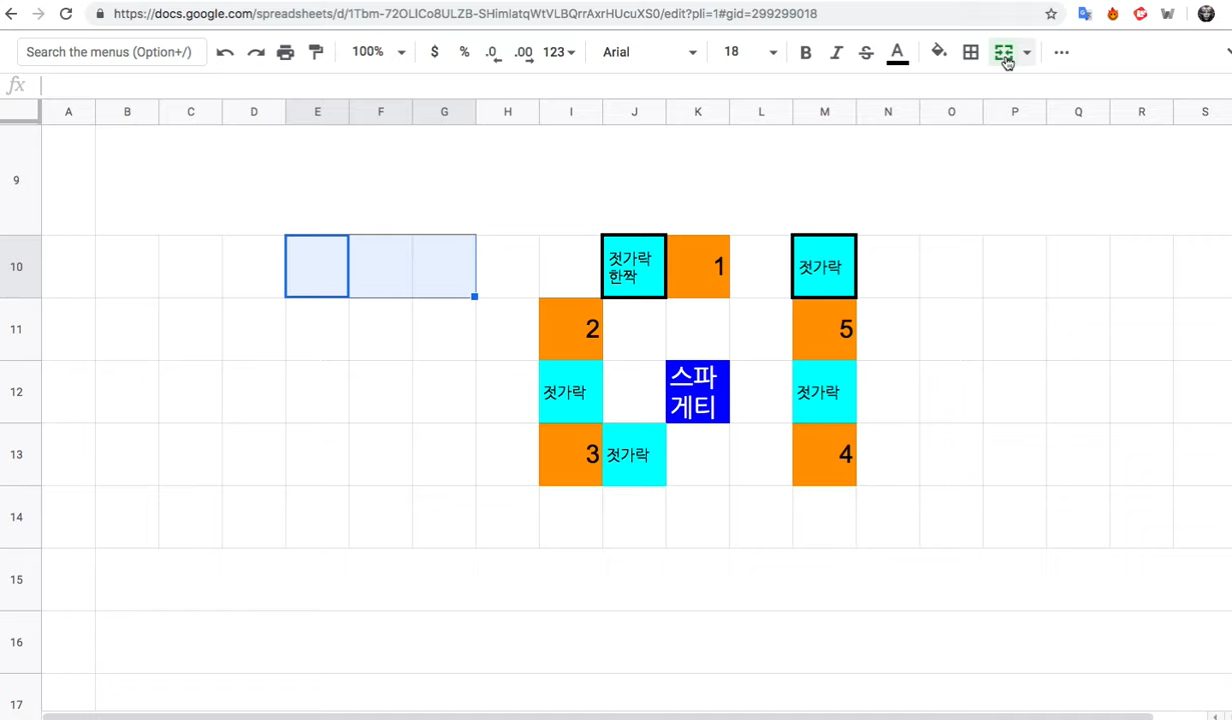 https://docs.google.com/spreadsheets/d/1Tbm-72OLlCo8ULZB-SHimlatqWtVLBQrrAxrHUcuXS0/edit?pli=1#gid=299299018
Search the menus (Option+/) 100% $ % .0 .00 123 Arial 18 B I S A
fx
A B C D E F G H I J K L M N O P Q R S
9
10 젓가락 한짝 1 젓가락
11 2 5
12 젓가락 스파게티 젓가락
13 3 젓가락 4
14
15
16
17